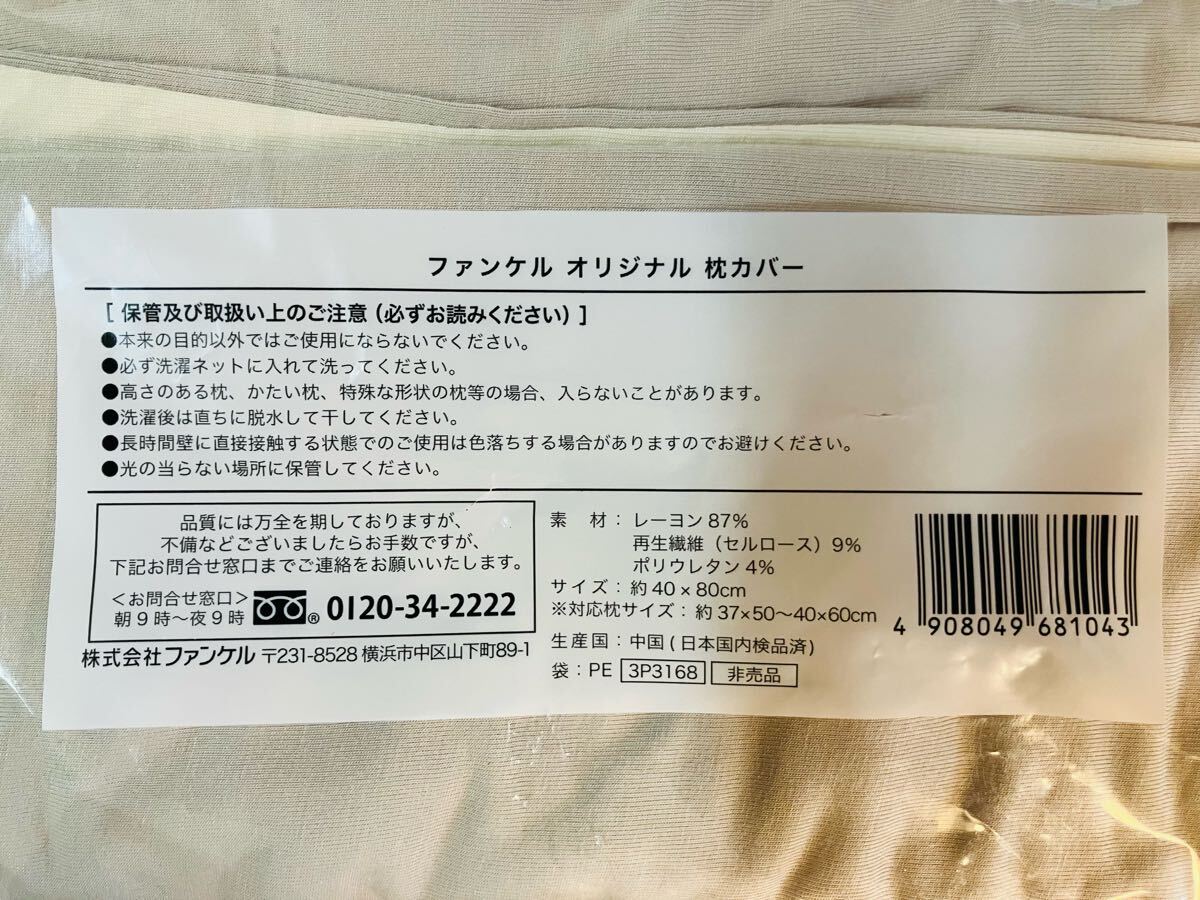 ファンケル オリジナル 枕カバー
[ 保管及び取扱い上のご注意(必ずお読みください) ]
●本来の目的以外ではご使用にならないでください。
●必ず洗濯ネットに入れて洗ってください。
●高さのある枕、かたい枕、特殊な形状の枕等の場合、入らないことがあります。
●洗濯後は直ちに脱水して干してください。
●長時間壁に直接接触する状態でのご使用は色落ちする場合がありますのでお避けください。
●光の当らない場所に保管してください。
品質には万全を期しておりますが、
不備などございましたらお手数ですが、
下記お問合せ窓口までご連絡をお願いいたします。
<お問合せ窓口>
朝9時~夜9時
® 0120-34-2222
株式会社ファンケル 〒231-8528 横浜市中区山下町89-1
素 材:レーヨン 87%
再生繊維(セルロース)9%
ポリウレタン 4%
サイズ:約 40×80cm
※対応枕サイズ:約 37×50~40×60cm
生産国:中国(日本国内検品済)
袋:PE 3P3168 非売品
4 908049 681043